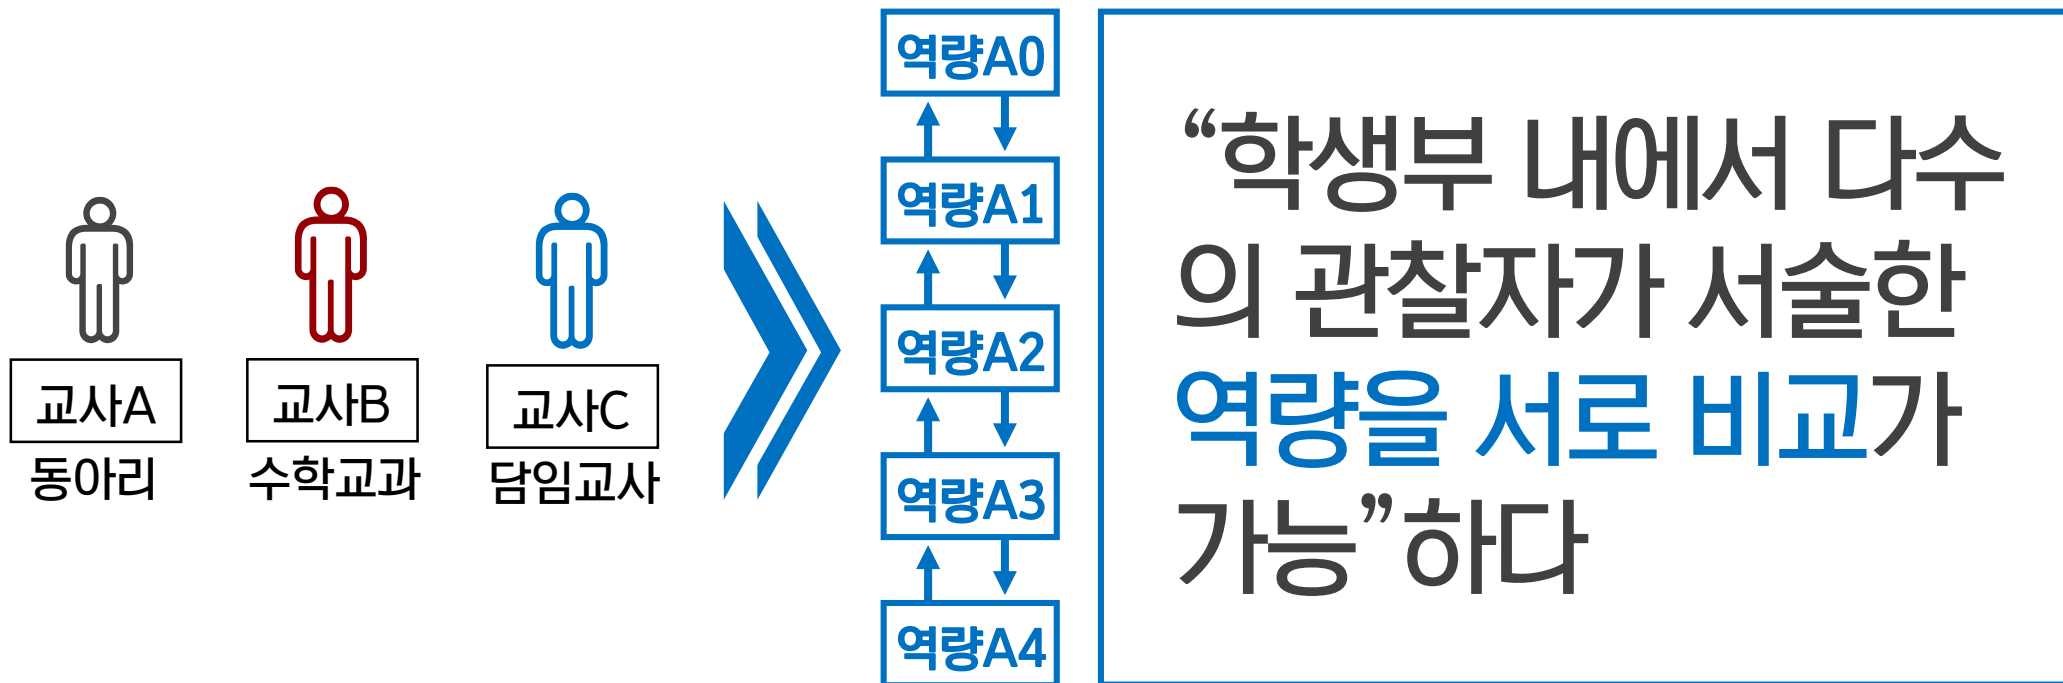 교사A
동아리
교사B
수학교과
교사C
담임교사
역량A0
역량A1
역량A2
역량A3
역량A4
“학생부 내에서 다수
의 관찰자가 서술한
역량을 서로 비교가
가능”하다